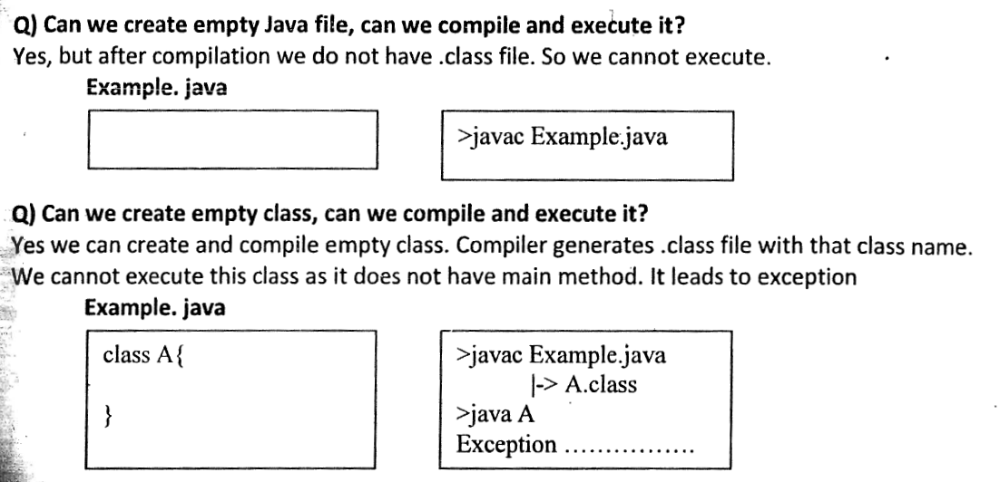 Q) Can we create empty Java file, can we compile and execute it?
Yes, but after compilation we do not have .class file. So we cannot execute.
Example. java
>javac Example.java
Q) Can we create empty class, can we compile and execute it?
Yes we can create and compile empty class. Compiler generates .class file with that class name.
We cannot execute this class as it does not have main method. It leads to exception
Example. java
class A{
}
>javac Example.java
|-> A.class
>java A
Exception ................